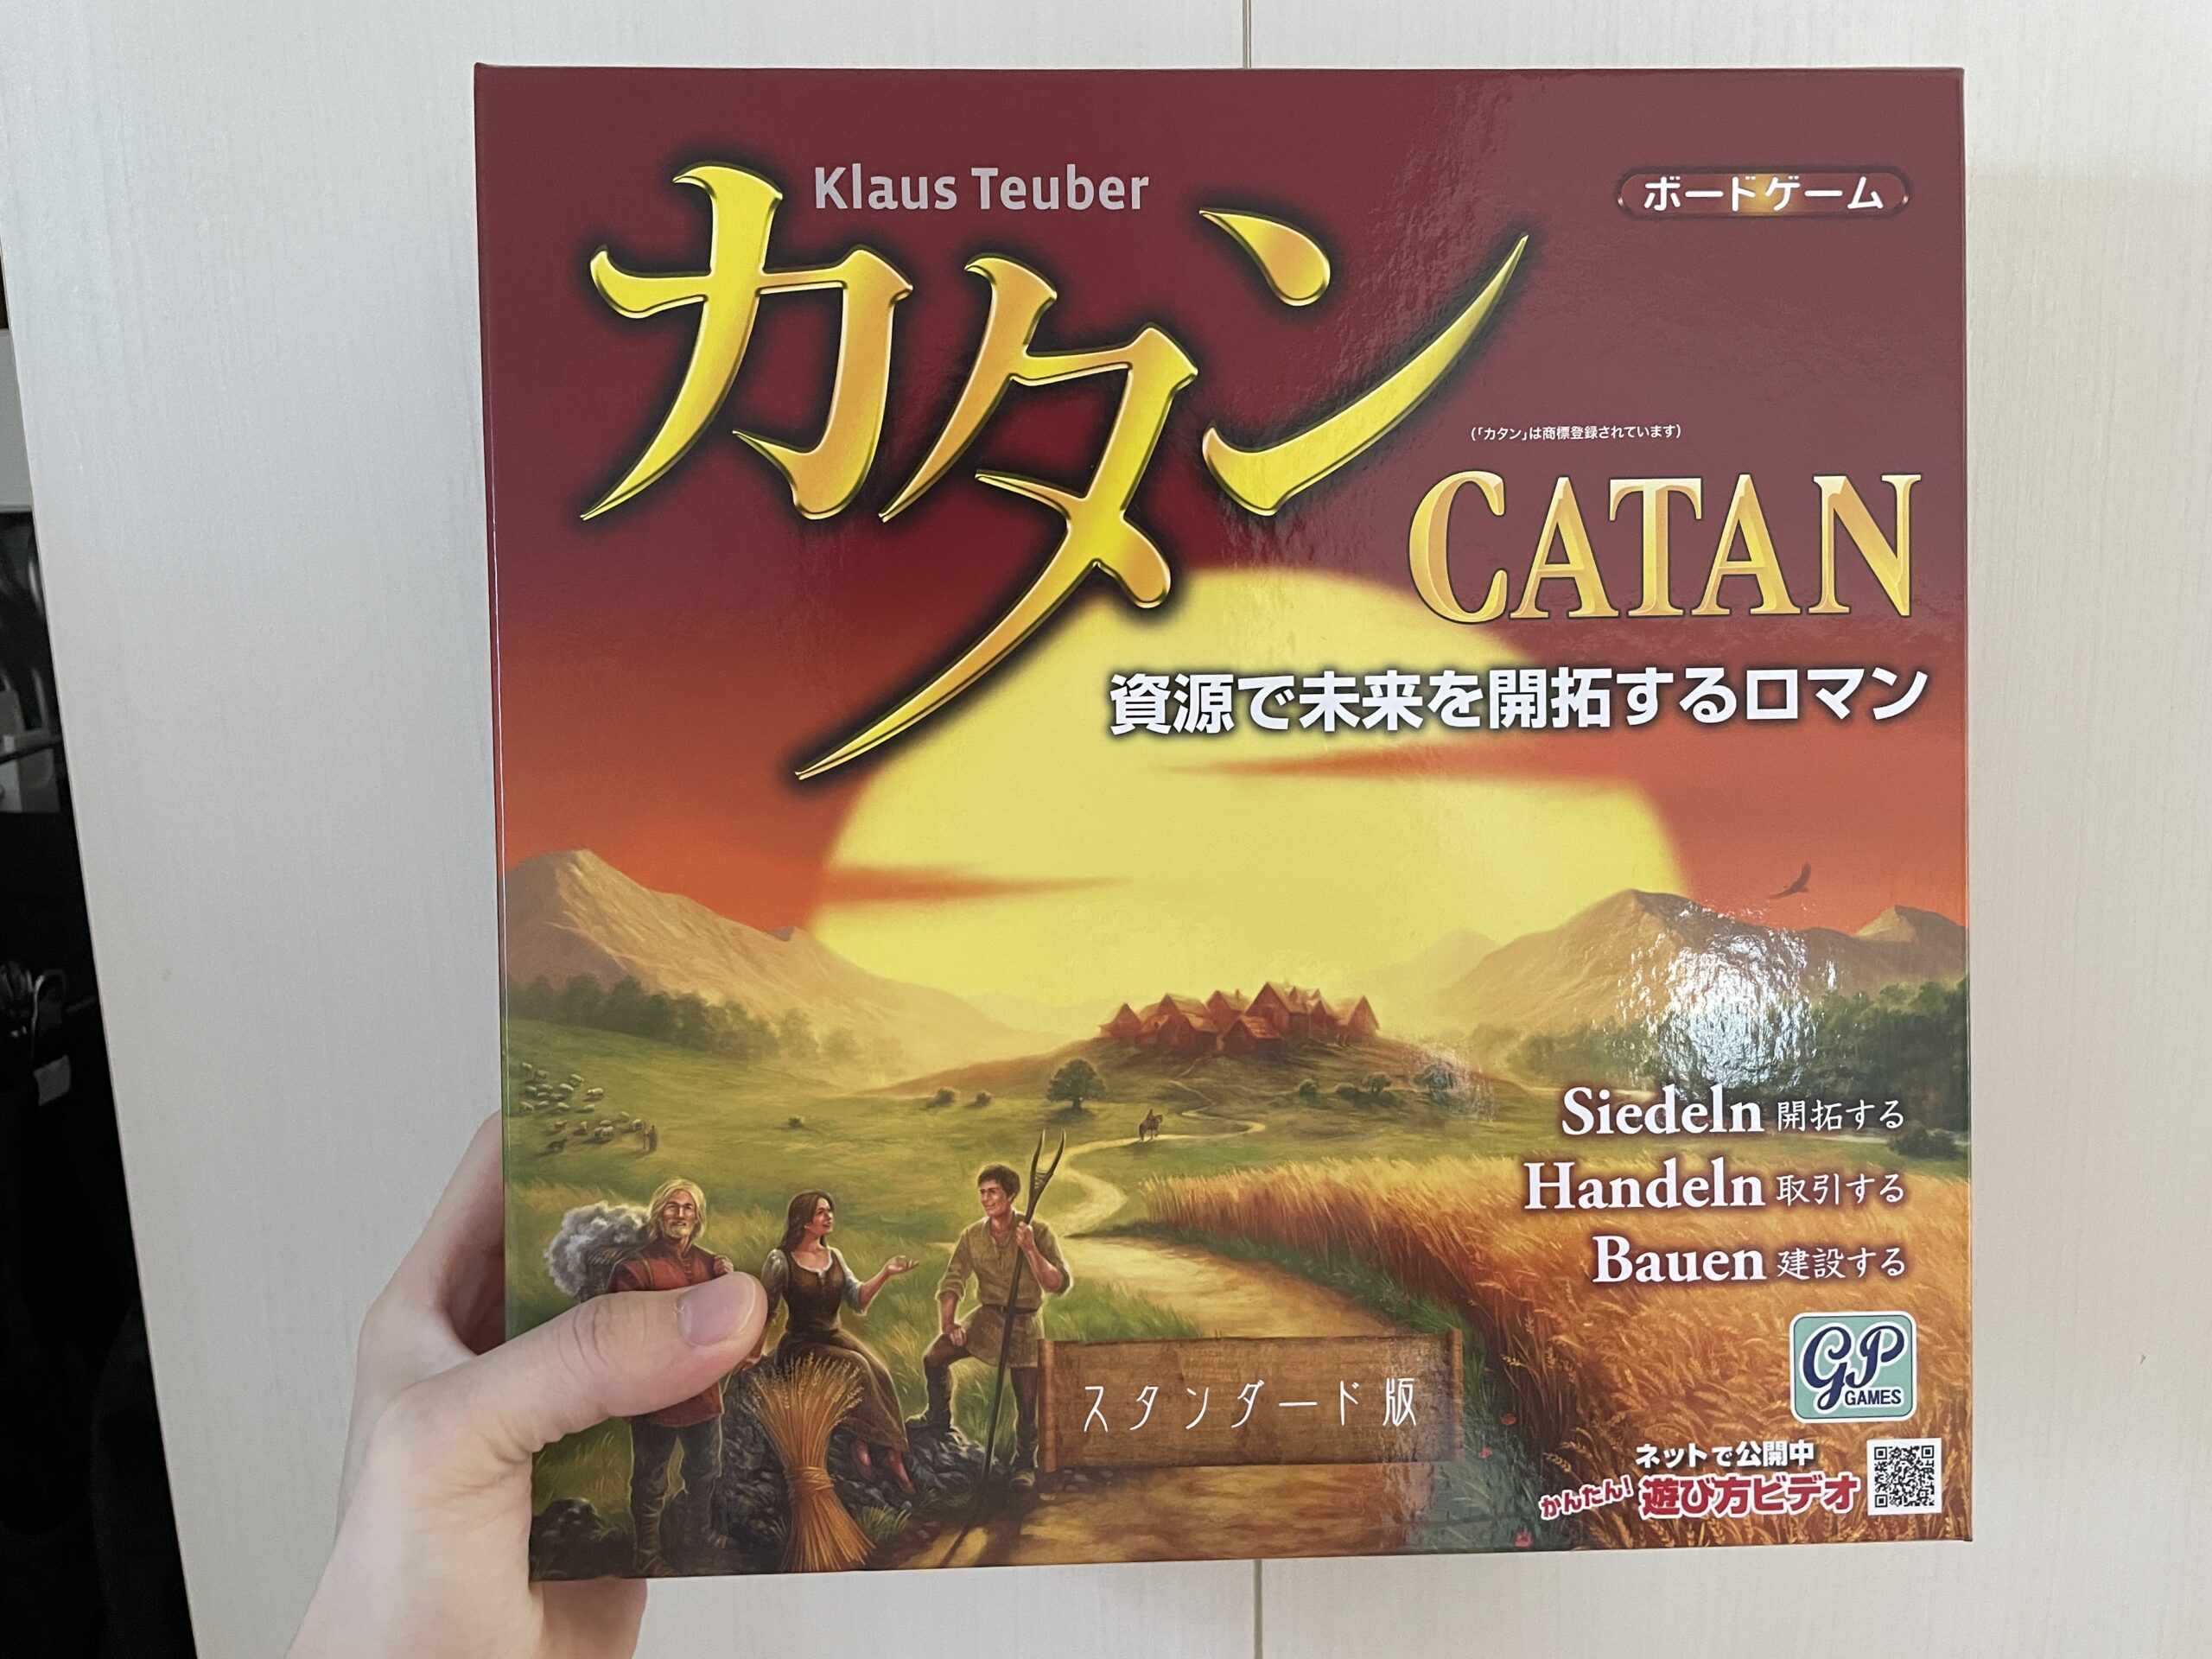 Klaus Teuber
ボードゲーム
カタン
(「カタン」は商標登録されています)
CATAN
資源で未来を開拓するロマン
Siedeln 開拓する
Handeln 取引する
Bauen 建設する
GP
GAMES
スタンダード版
ネットで公開中
かんたん! 遊び方ビデオ